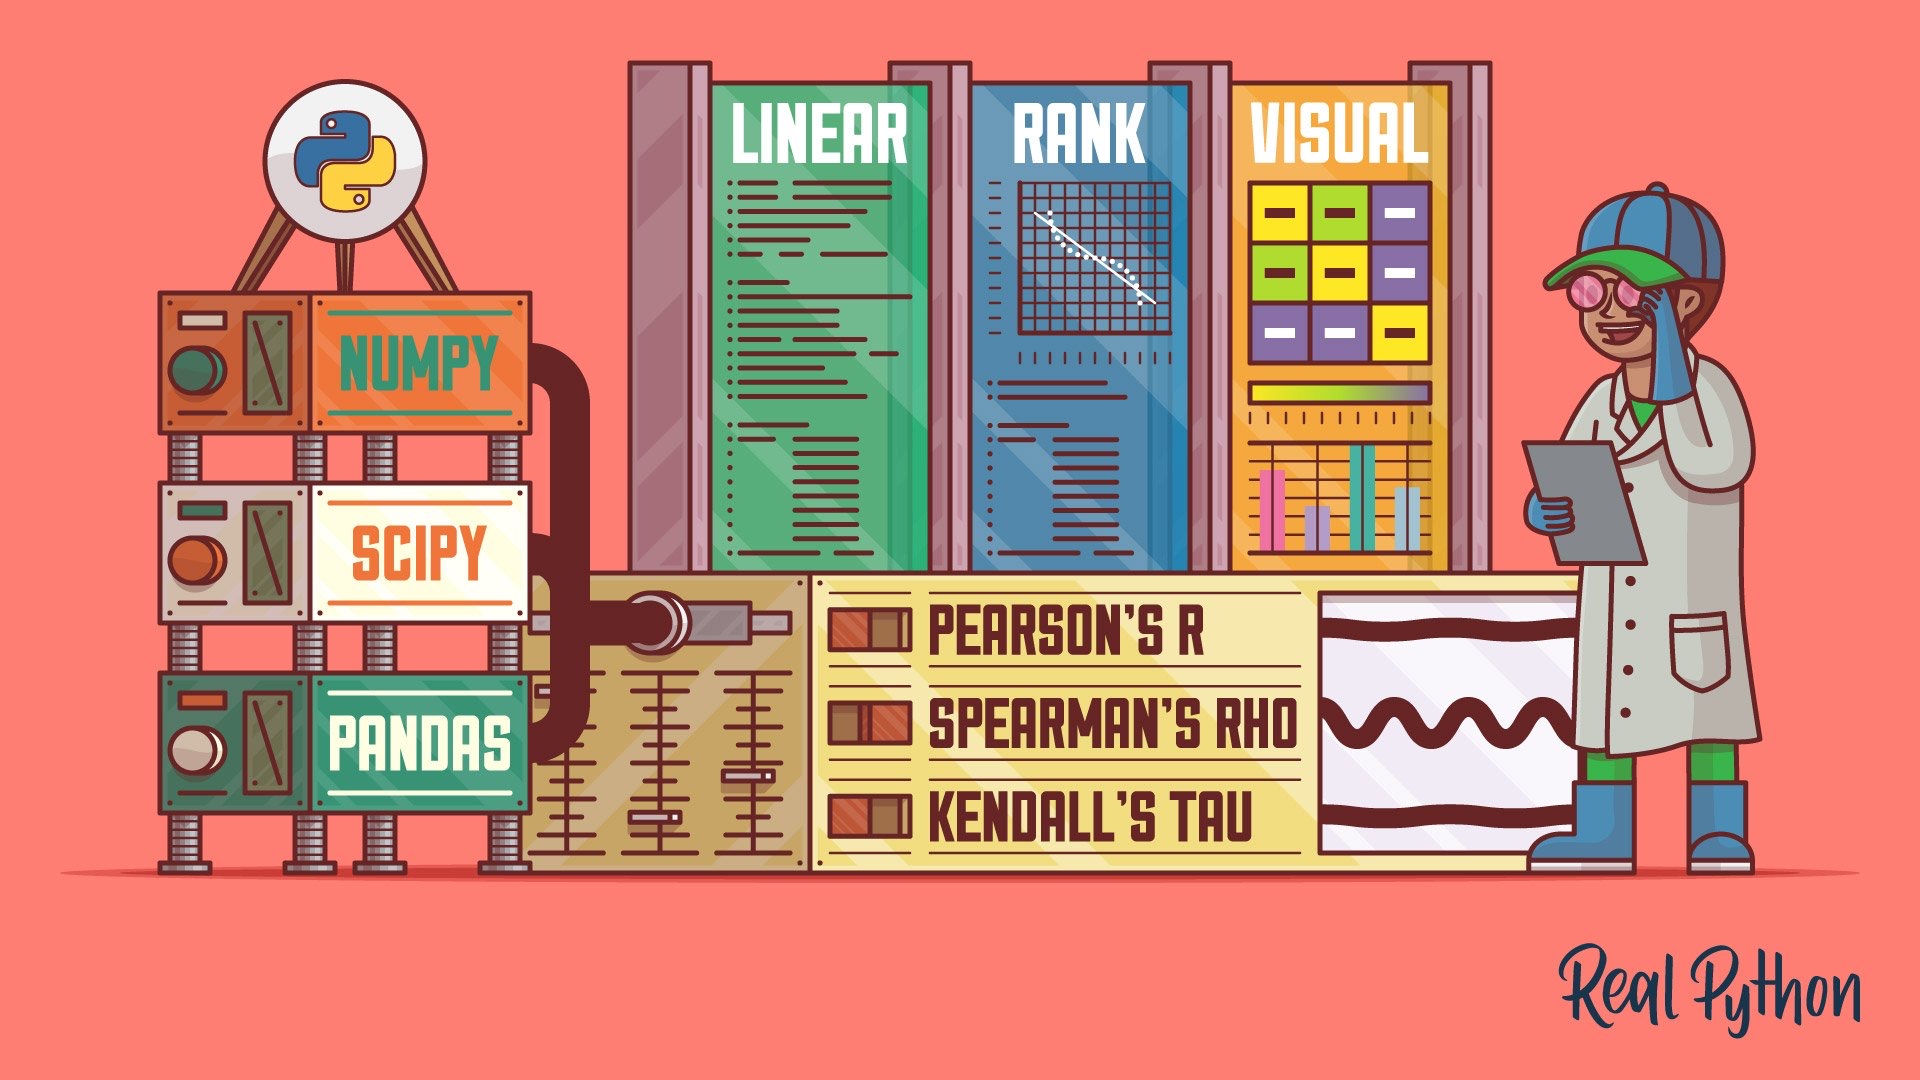 LINEAR
RANK
VISUAL
NUMPY
SCIPY
PANDAS
PEARSON'S R
SPEARMAN'S RHO
KENDALL'S TAU
Real Python